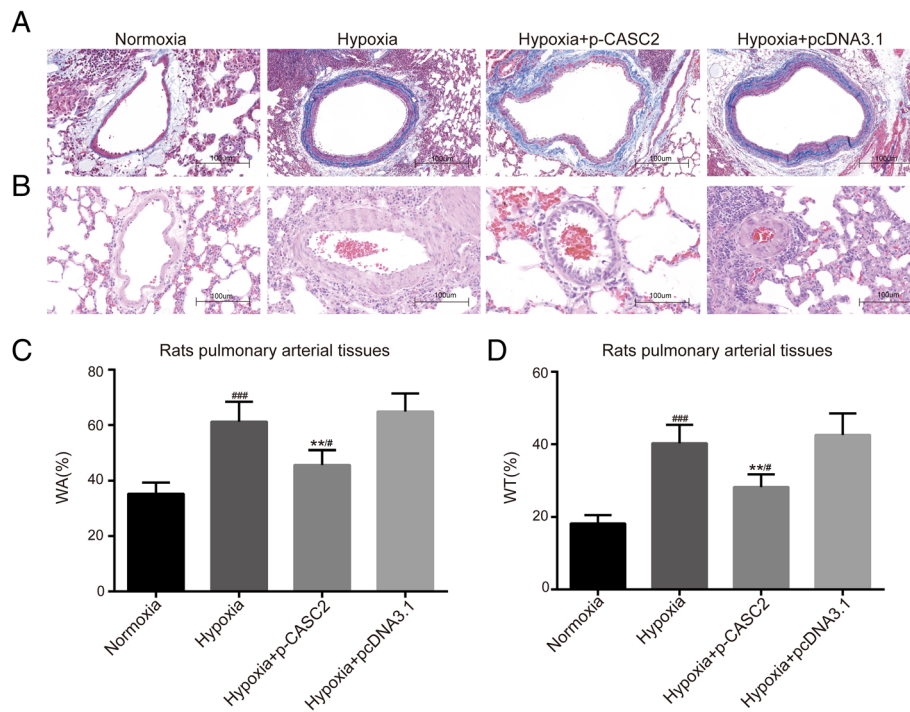 A
Normoxia Hypoxia Hypoxia+p-CASC2 Hypoxia+pcDNA3.1
100um 100um 100um 100um
B
100um 100um 100um 100um
C
Rats pulmonary arterial tissues
WA(%)
80
60
40
20
0
###
**/#
Normoxia
Hypoxia
Hypoxia+p-CASC2
Hypoxia+pcDNA3.1
D
Rats pulmonary arterial tissues
WT(%)
60
40
20
0
###
**/#
Normoxia
Hypoxia
Hypoxia+p-CASC2
Hypoxia+pcDNA3.1